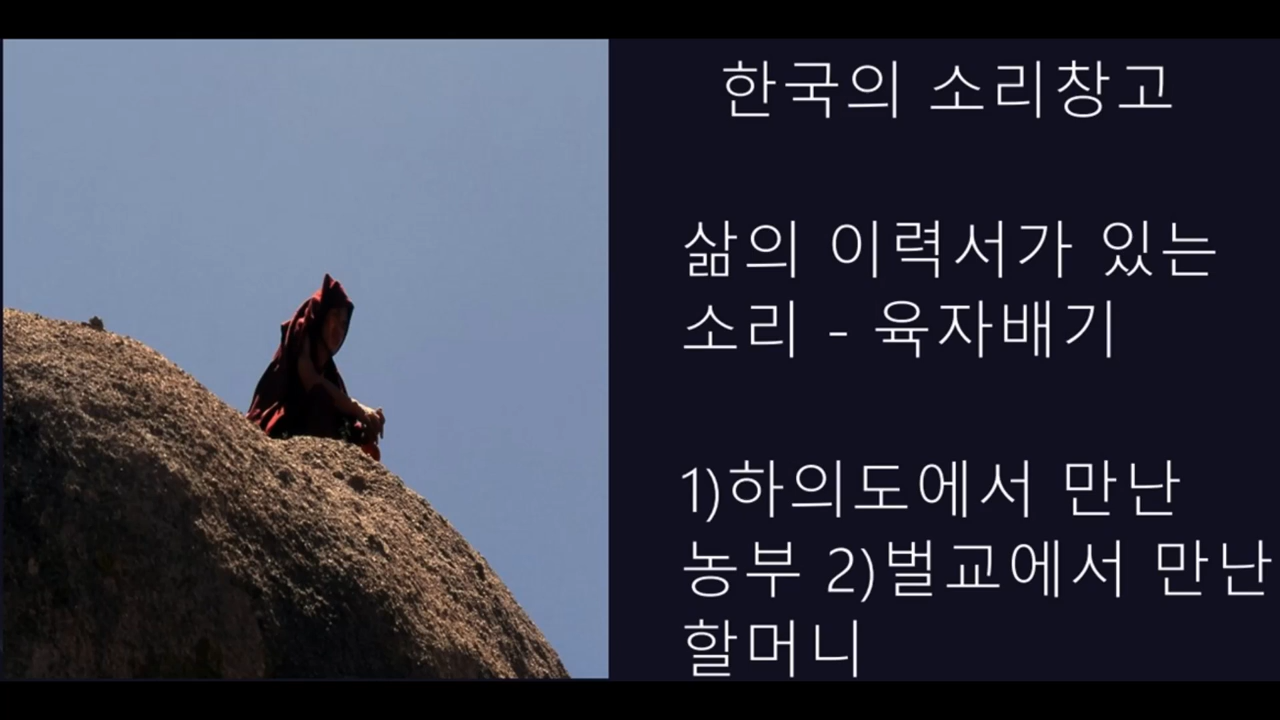 한국의 소리창고
삶의 이력서가 있는
소리 - 육자배기
1)하의도에서 만난
농부 2)벌교에서 만난
할머니